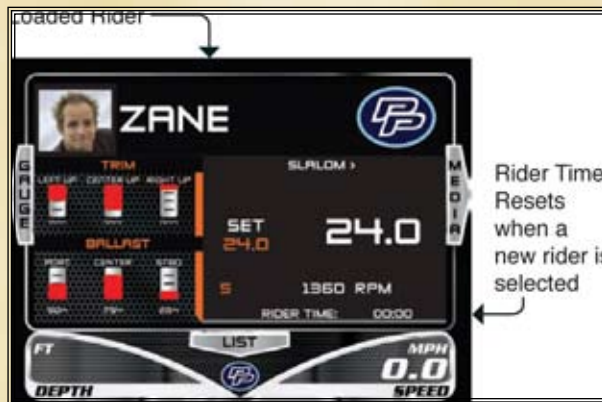 Loaded Rider
ZANE
PP
TRIM
LEFT UP CENTER UP RIGHT UP
GAUGE
BALLAST
PORT CENTER STBD
SLALOM >
SET
24.0
24.0
S 1360 RPM
RIDER TIME: 00:00
MEDIA
Rider Time
Resets
when a
new rider is
selected
LIST
FT
DEPTH
PP
MPH
0.0
SPEED